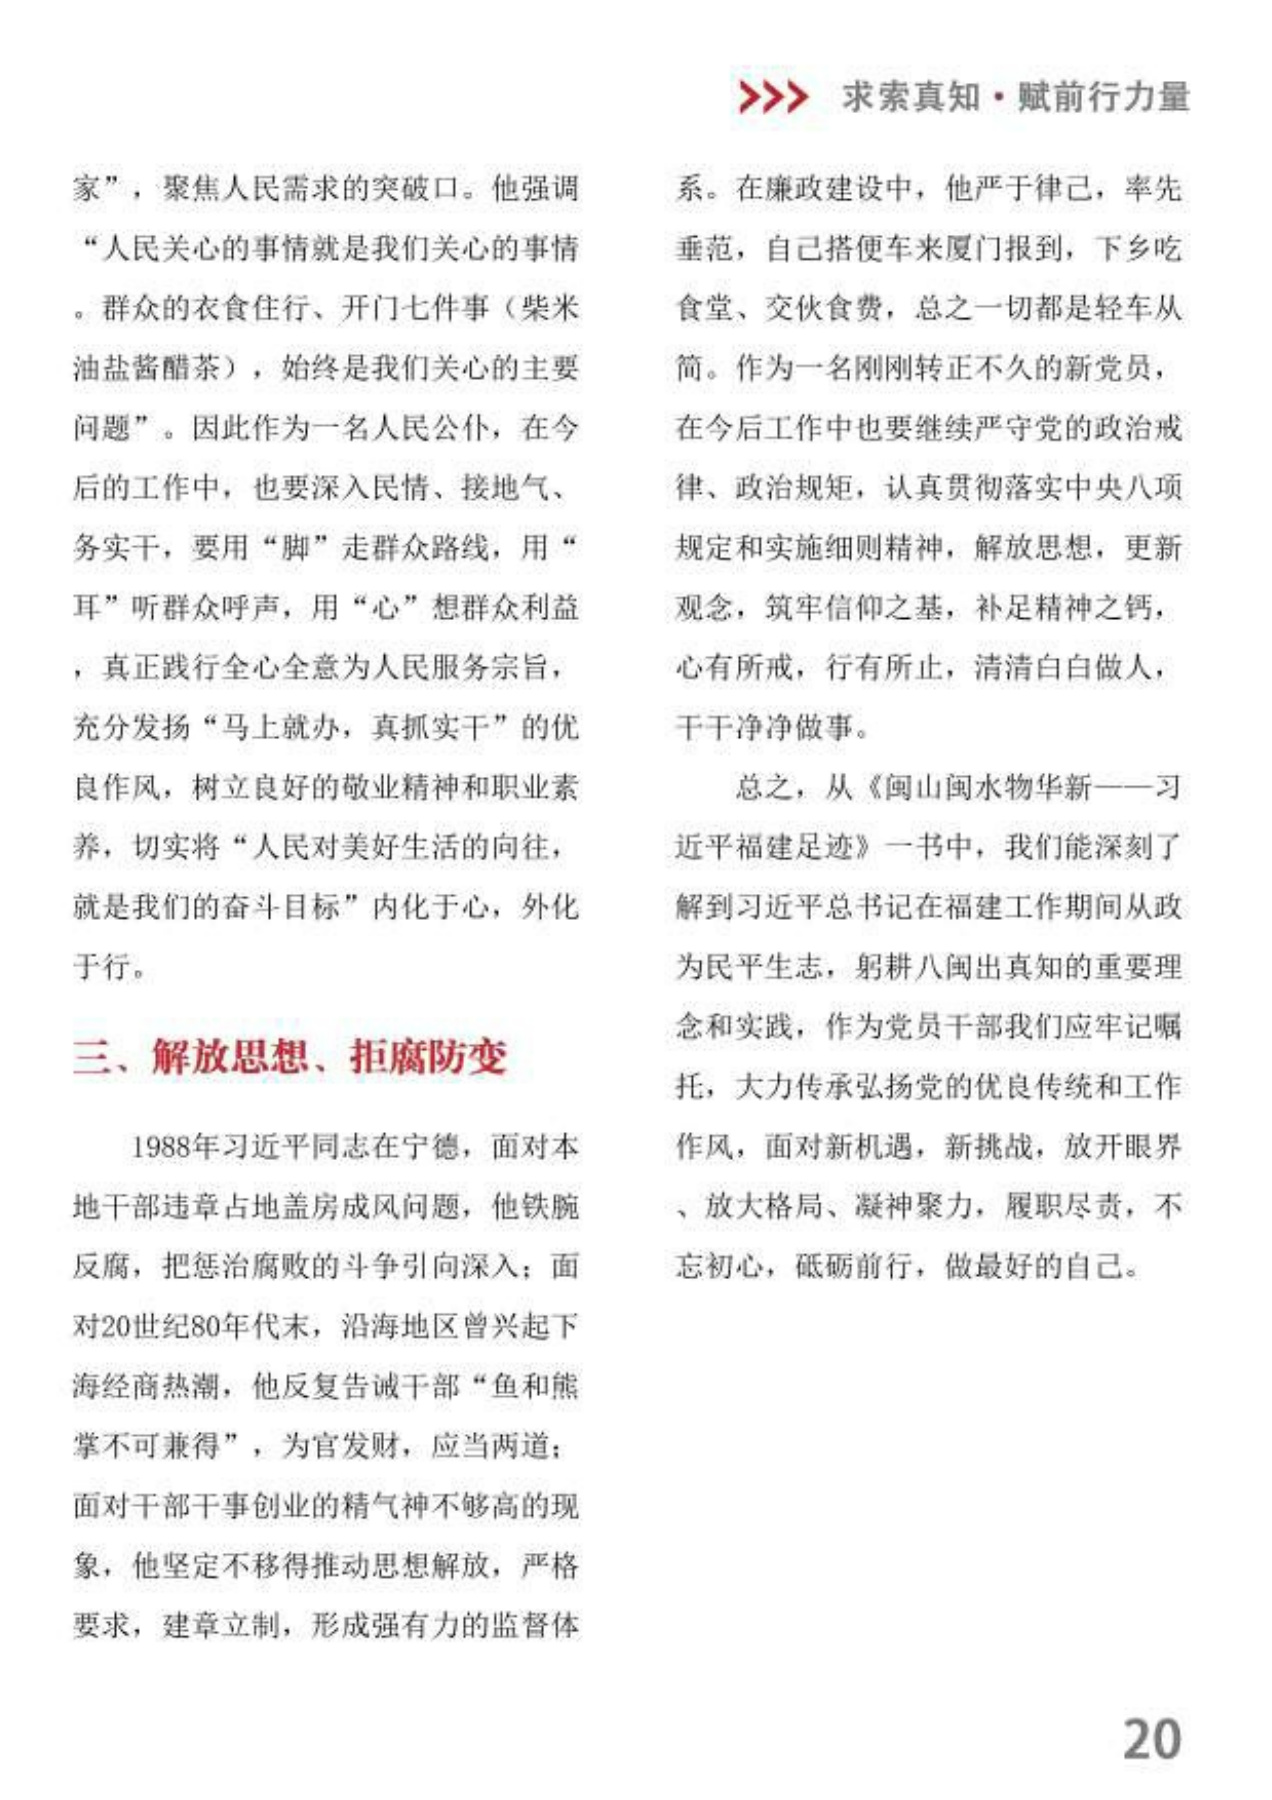 >>> 求索真知·赋前行力量
家”，聚焦人民需求的突破口。他强调
“人民关心的事情就是我们关心的事情
。群众的衣食住行、开门七件事（柴米
油盐酱醋茶），始终是我们关心的主要
问题”。因此作为一名人民公仆，在今
后的工作中，也要深入民情、接地气、
务实干，要用“脚”走群众路线，用“
耳”听群众呼声，用“心”想群众利益
，真正践行全心全意为人民服务宗旨，
充分发扬“马上就办，真抓实干”的优
良作风，树立良好的敬业精神和职业素
养，切实将“人民对美好生活的向往，
就是我们的奋斗目标”内化于心，外化
于行。
三、解放思想、拒腐防变
1988年习近平同志在宁德，面对本
地干部违章占地盖房成风问题，他铁腕
反腐，把惩治腐败的斗争引向深入；面
对20世纪80年代末，沿海地区曾兴起下
海经商热潮，他反复告诫干部“鱼和熊
掌不可兼得”，为官发财，应当两道；
面对干部干事创业的精气神不够高的现
象，他坚定不移得推动思想解放，严格
要求，建章立制，形成强有力的监督体
系。在廉政建设中，他严于律己，率先
垂范，自己搭便车来厦门报到，下乡吃
食堂、交伙食费，总之一切都是轻车从
简。作为一名刚刚转正不久的新党员，
在今后工作中也要继续严守党的政治戒
律、政治规矩，认真贯彻落实中央八项
规定和实施细则精神，解放思想，更新
观念，筑牢信仰之基，补足精神之钙，
心有所戒，行有所止，清清白白做人，
干干净净做事。
总之，从《闽山闽水物华新——习
近平福建足迹》一书中，我们能深刻了
解到习近平总书记在福建工作期间从政
为民平生志，躬耕八闽出真知的重要理
念和实践，作为党员干部我们应牢记嘱
托，大力传承弘扬党的优良传统和工作
作风，面对新机遇，新挑战，放开眼界
、放大格局、凝神聚力，履职尽责，不
忘初心，砥砺前行，做最好的自己。
20